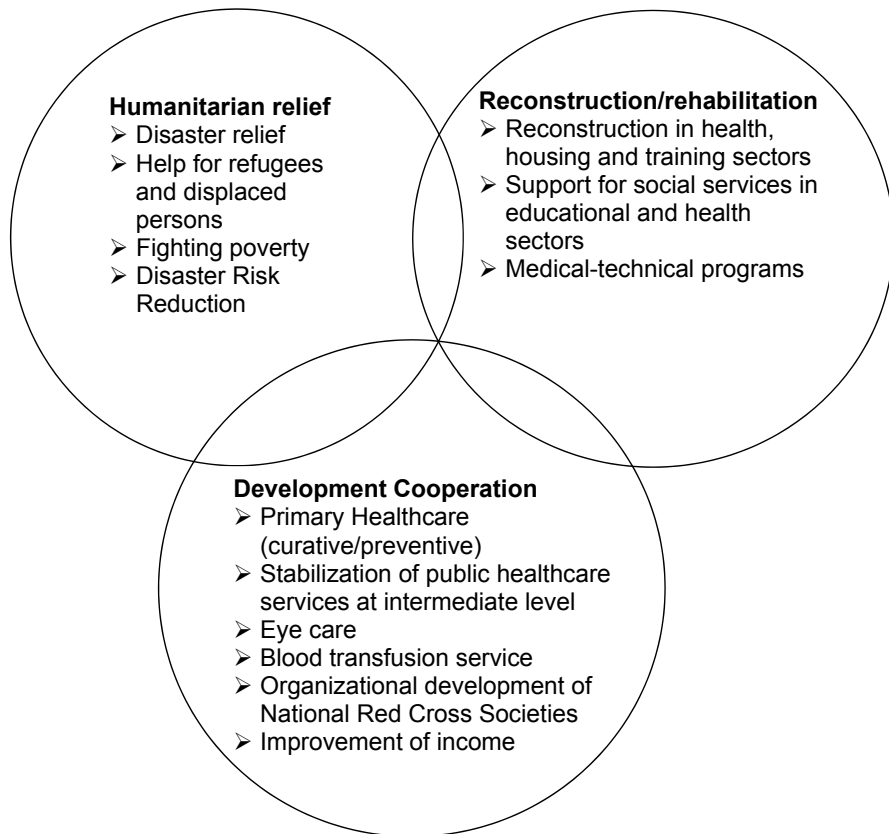 Humanitarian relief
➢ Disaster relief
➢ Help for refugees
and displaced
persons
➢ Fighting poverty
➢ Disaster Risk
Reduction
Reconstruction/rehabilitation
➢ Reconstruction in health,
housing and training sectors
➢ Support for social services in
educational and health
sectors
➢ Medical-technical programs
Development Cooperation
➢ Primary Healthcare
(curative/preventive)
➢ Stabilization of public healthcare
services at intermediate level
➢ Eye care
➢ Blood transfusion service
➢ Organizational development of
National Red Cross Societies
➢ Improvement of income